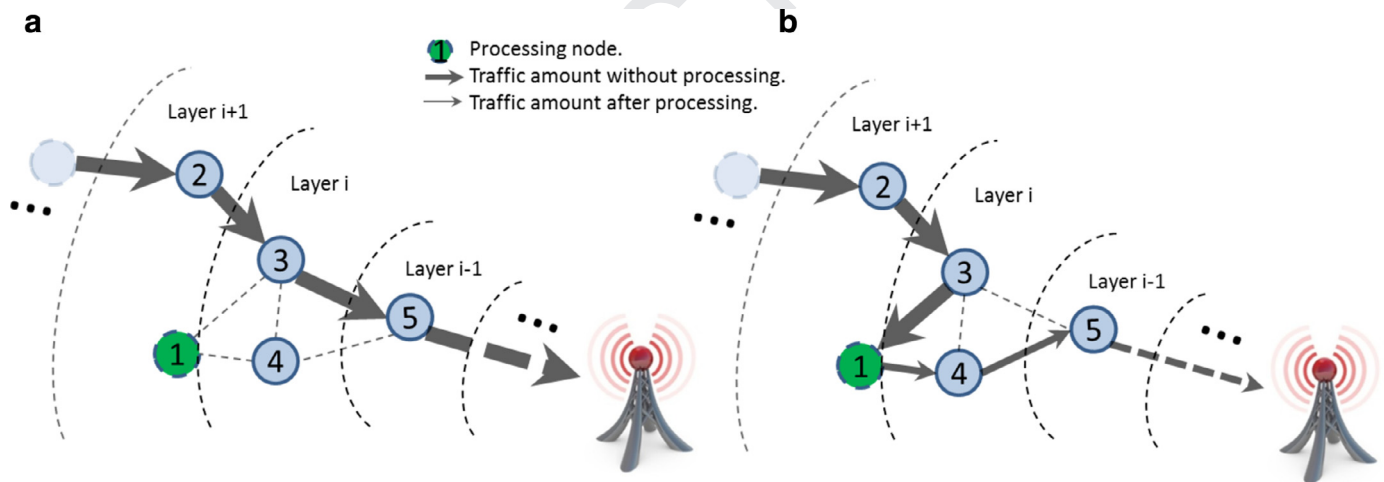 a
b
1 Processing node.
Traffic amount without processing.
Traffic amount after processing.
Layer i+1
2
Layer i
3
Layer i-1
5
1
4
Layer i+1
2
Layer i
3
Layer i-1
5
1
4